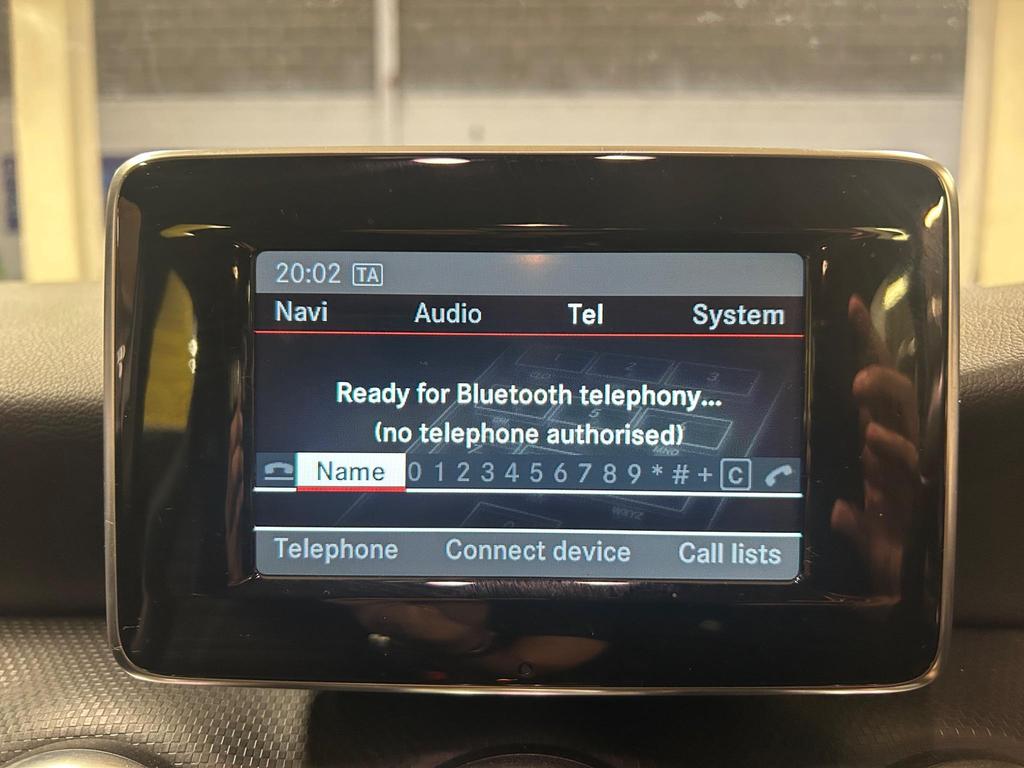 20:02 TA
Navi Audio Tel System
Ready for Bluetooth telephony...
(no telephone authorised)
Name 0 1 2 3 4 5 6 7 8 9 * # + C
Telephone Connect device Call lists